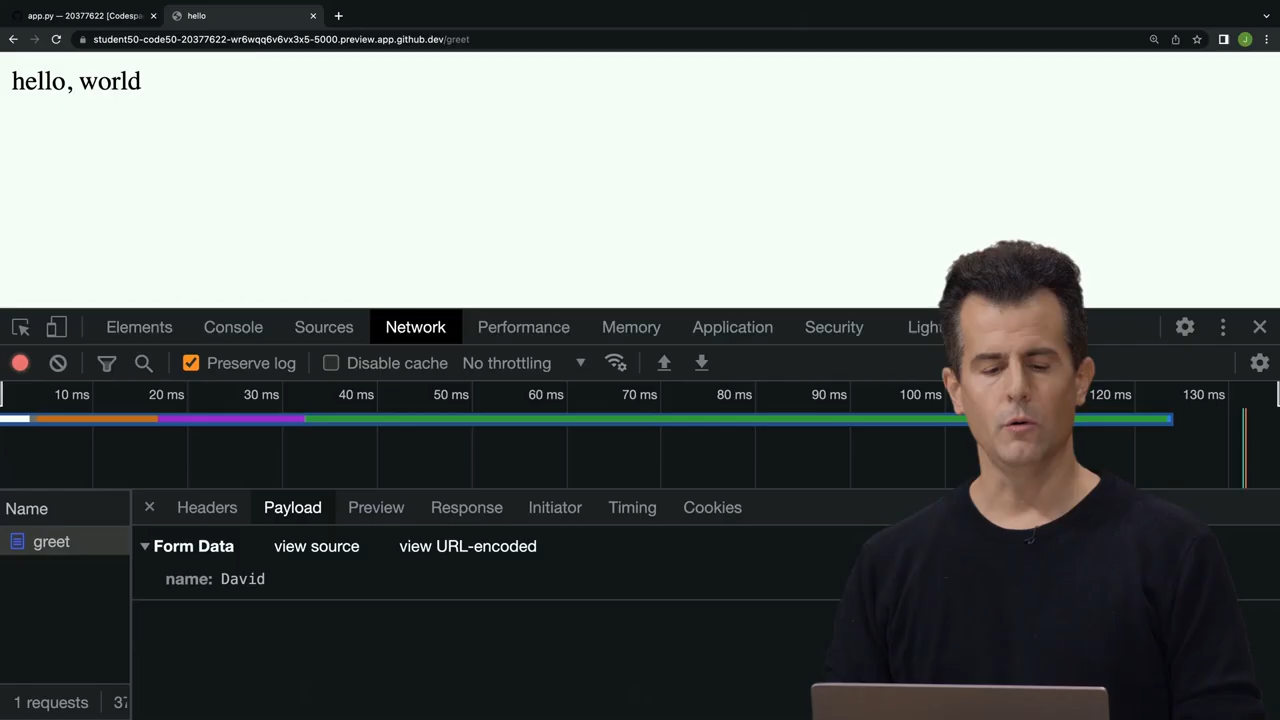 app.py — 20377622 [Codespa
hello
student50-code50-20377622-wr6wqq6v6vx3x5-5000.preview.app.github.dev/greet
J
hello, world
Elements Console Sources Network Performance Memory Application Security Ligh
Preserve log Disable cache No throttling
10 ms 20 ms 30 ms 40 ms 50 ms 60 ms 70 ms 80 ms 90 ms 100 ms 120 ms 130 ms
Name Headers Payload Preview Response Initiator Timing Cookies
greet Form Data view source view URL-encoded
name: David
1 requests 37